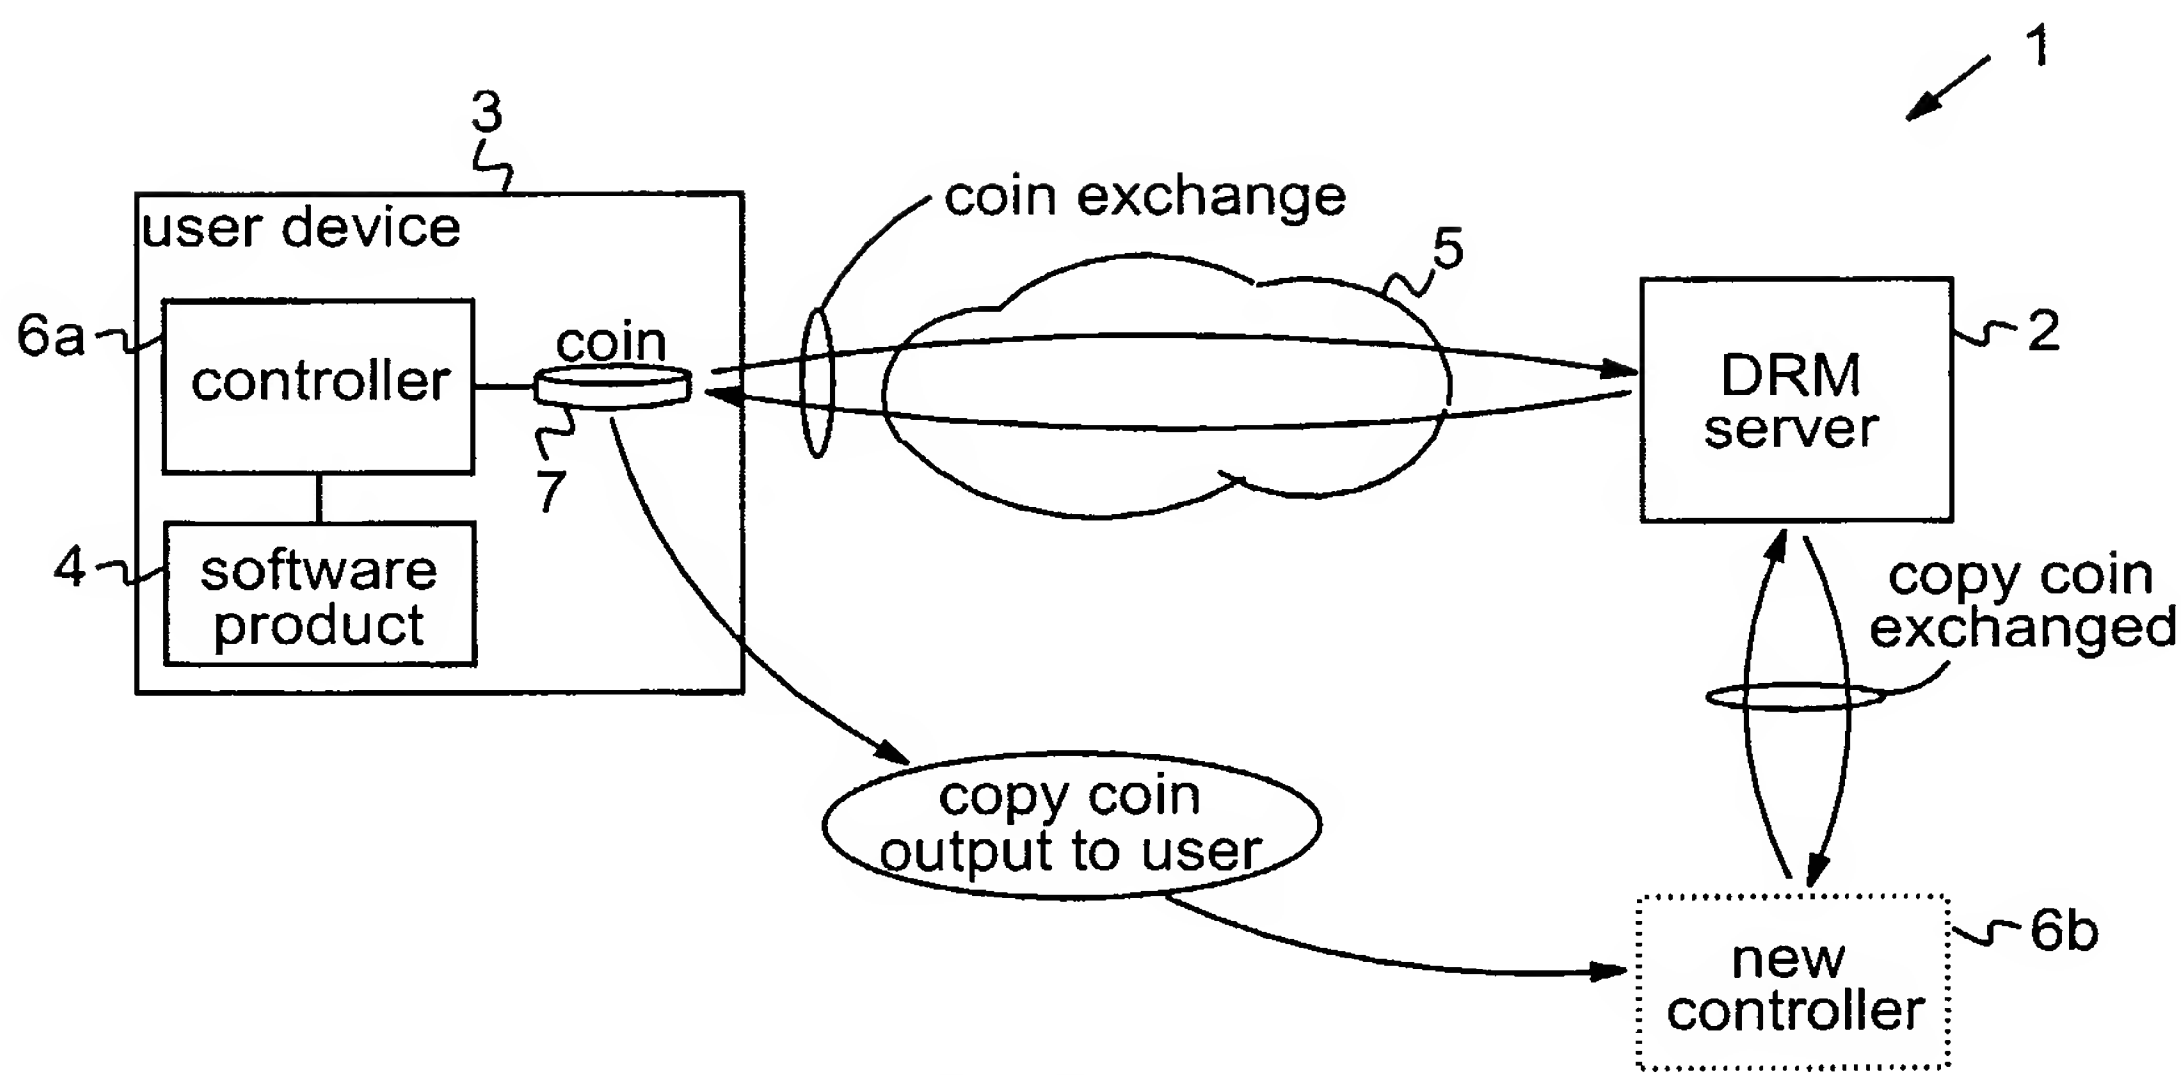 1
3
user device
coin exchange
5
6a
controller
coin
7
2
DRM
server
4
software
product
copy coin
exchanged
copy coin
output to user
6b
new
controller